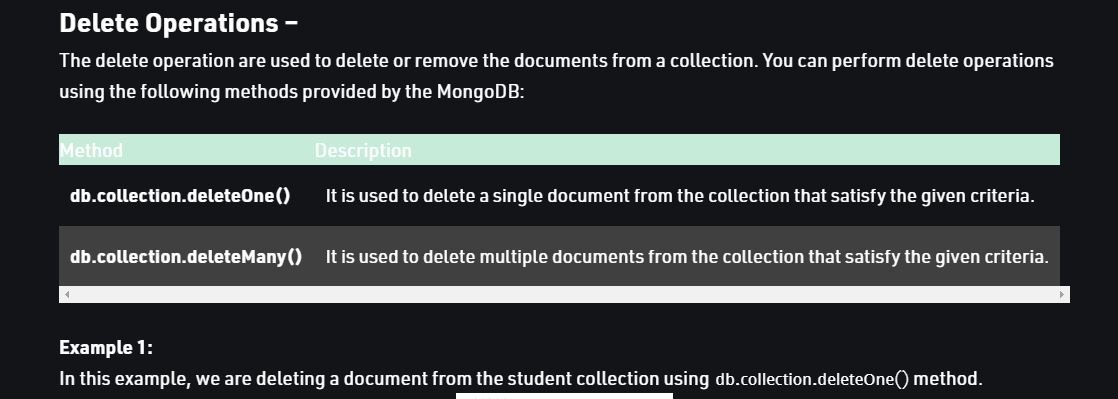 Delete Operations –
The delete operation are used to delete or remove the documents from a collection. You can perform delete operations
using the following methods provided by the MongoDB:
Method Description
db.collection.deleteOne() It is used to delete a single document from the collection that satisfy the given criteria.
db.collection.deleteMany() It is used to delete multiple documents from the collection that satisfy the given criteria.
Example 1:
In this example, we are deleting a document from the student collection using db.collection.deleteOne() method.